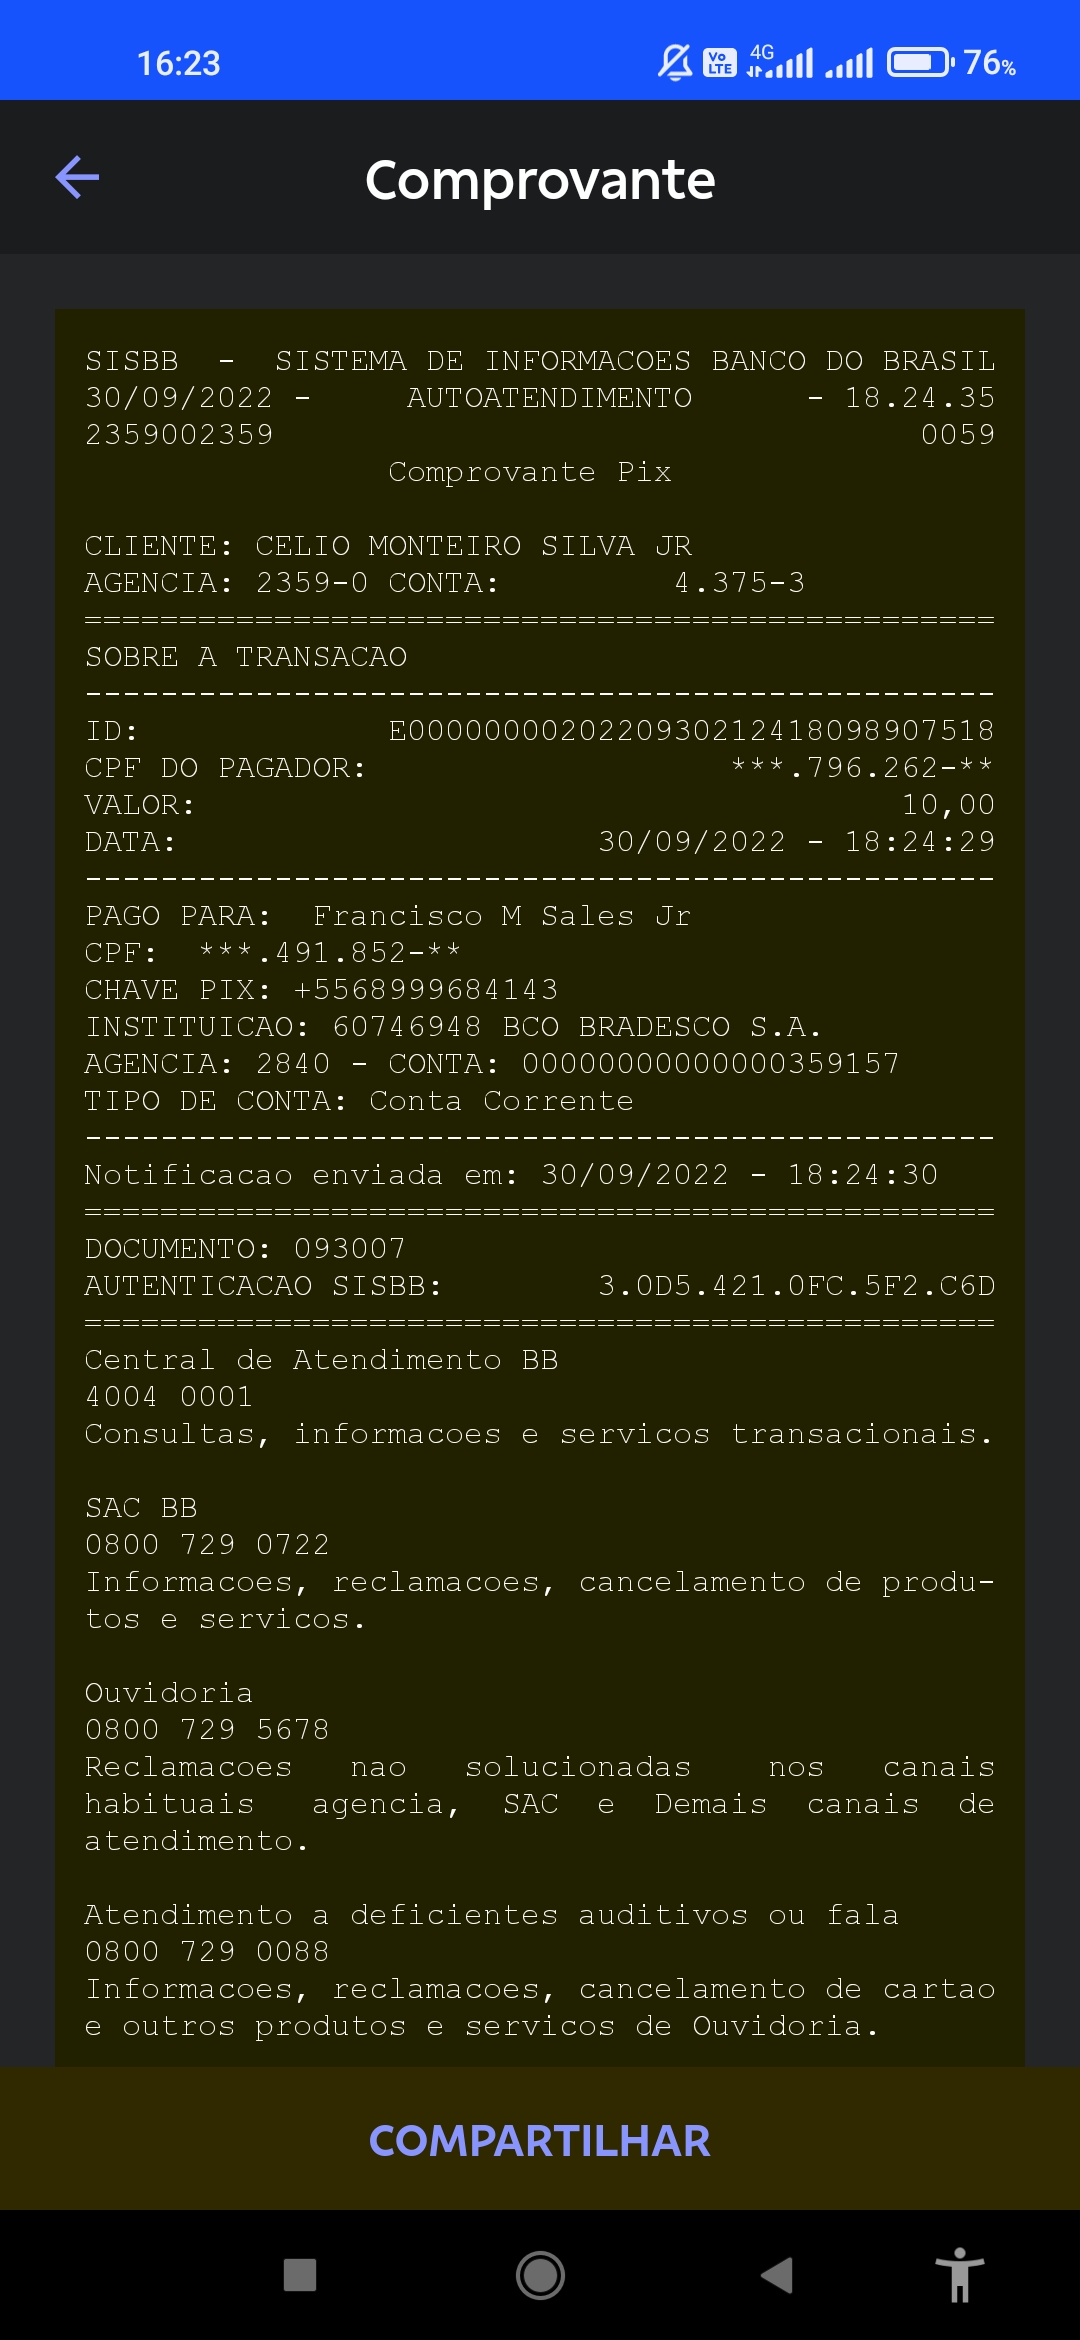 16:23
Vo LTE 4G 76%
Comprovante
SISBB - SISTEMA DE INFORMACOES BANCO DO BRASIL
30/09/2022 - AUTOATENDIMENTO - 18.24.35
2359002359 0059
Comprovante Pix
CLIENTE: CELIO MONTEIRO SILVA JR
AGENCIA: 2359-0 CONTA: 4.375-3
================================================
SOBRE A TRANSACAO
------------------------------------------------
ID: E0000000020220930212418098907518
CPF DO PAGADOR: ***.796.262-**
VALOR: 10,00
DATA: 30/09/2022 - 18:24:29
------------------------------------------------
PAGO PARA: Francisco M Sales Jr
CPF: ***.491.852-**
CHAVE PIX: +5568999684143
INSTITUICAO: 60746948 BCO BRADESCO S.A.
AGENCIA: 2840 - CONTA: 00000000000000359157
TIPO DE CONTA: Conta Corrente
------------------------------------------------
Notificacao enviada em: 30/09/2022 - 18:24:30
================================================
DOCUMENTO: 093007
AUTENTICACAO SISBB: 3.0D5.421.0FC.5F2.C6D
================================================
Central de Atendimento BB
4004 0001
Consultas, informacoes e servicos transacionais.
SAC BB
0800 729 0722
Informacoes, reclamacoes, cancelamento de produ-
tos e servicos.
Ouvidoria
0800 729 5678
Reclamacoes nao solucionadas nos canais
habituais agencia, SAC e Demais canais de
atendimento.
Atendimento a deficientes auditivos ou fala
0800 729 0088
Informacoes, reclamacoes, cancelamento de cartao
e outros produtos e servicos de Ouvidoria.
COMPARTILHAR